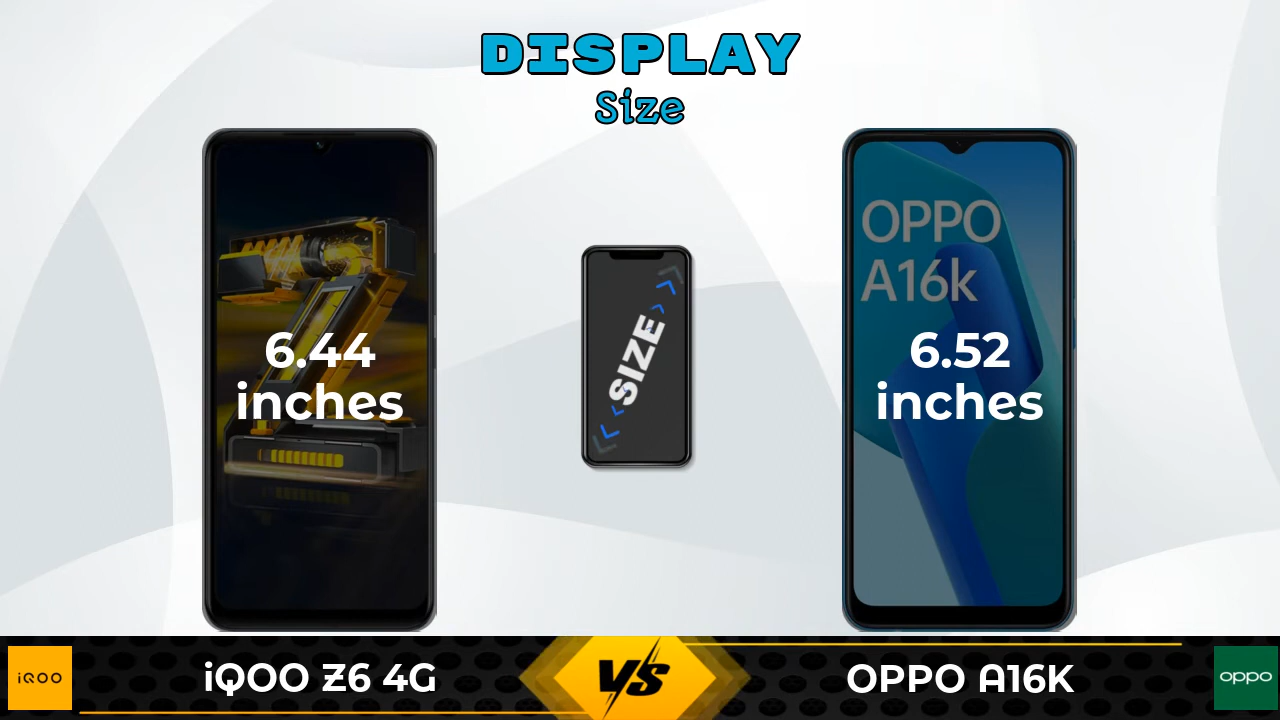 DISPLAY
Size
OPPO
A16k
6.44
inches
SIZE
6.52
inches
iQOO
iQOO Z6 4G
VS
OPPO A16K
oppo